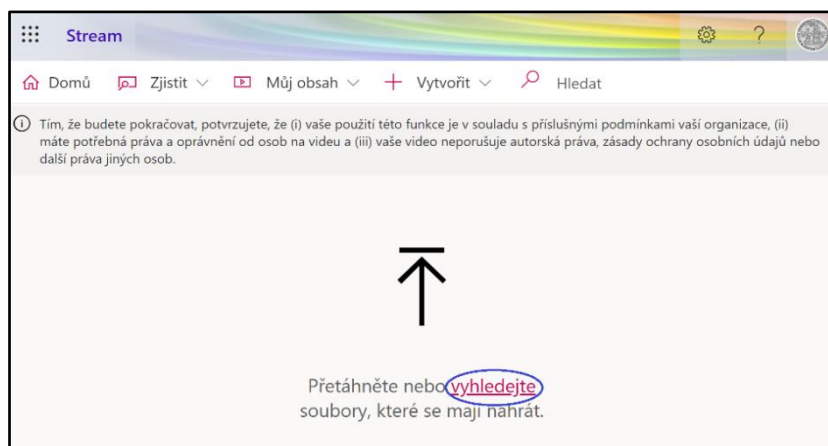 Stream
?
Domů Zjistit Můj obsah Vytvořit Hledat
Tím, že budete pokračovat, potvrzujete, že (i) vaše použití této funkce je v souladu s příslušnými podmínkami vaší organizace, (ii)
máte potřebná práva a oprávnění od osob na videu a (iii) vaše video neporušuje autorská práva, zásady ochrany osobních údajů nebo
další práva jiných osob.
Přetáhněte nebo vyhledejte
soubory, které se mají nahrát.